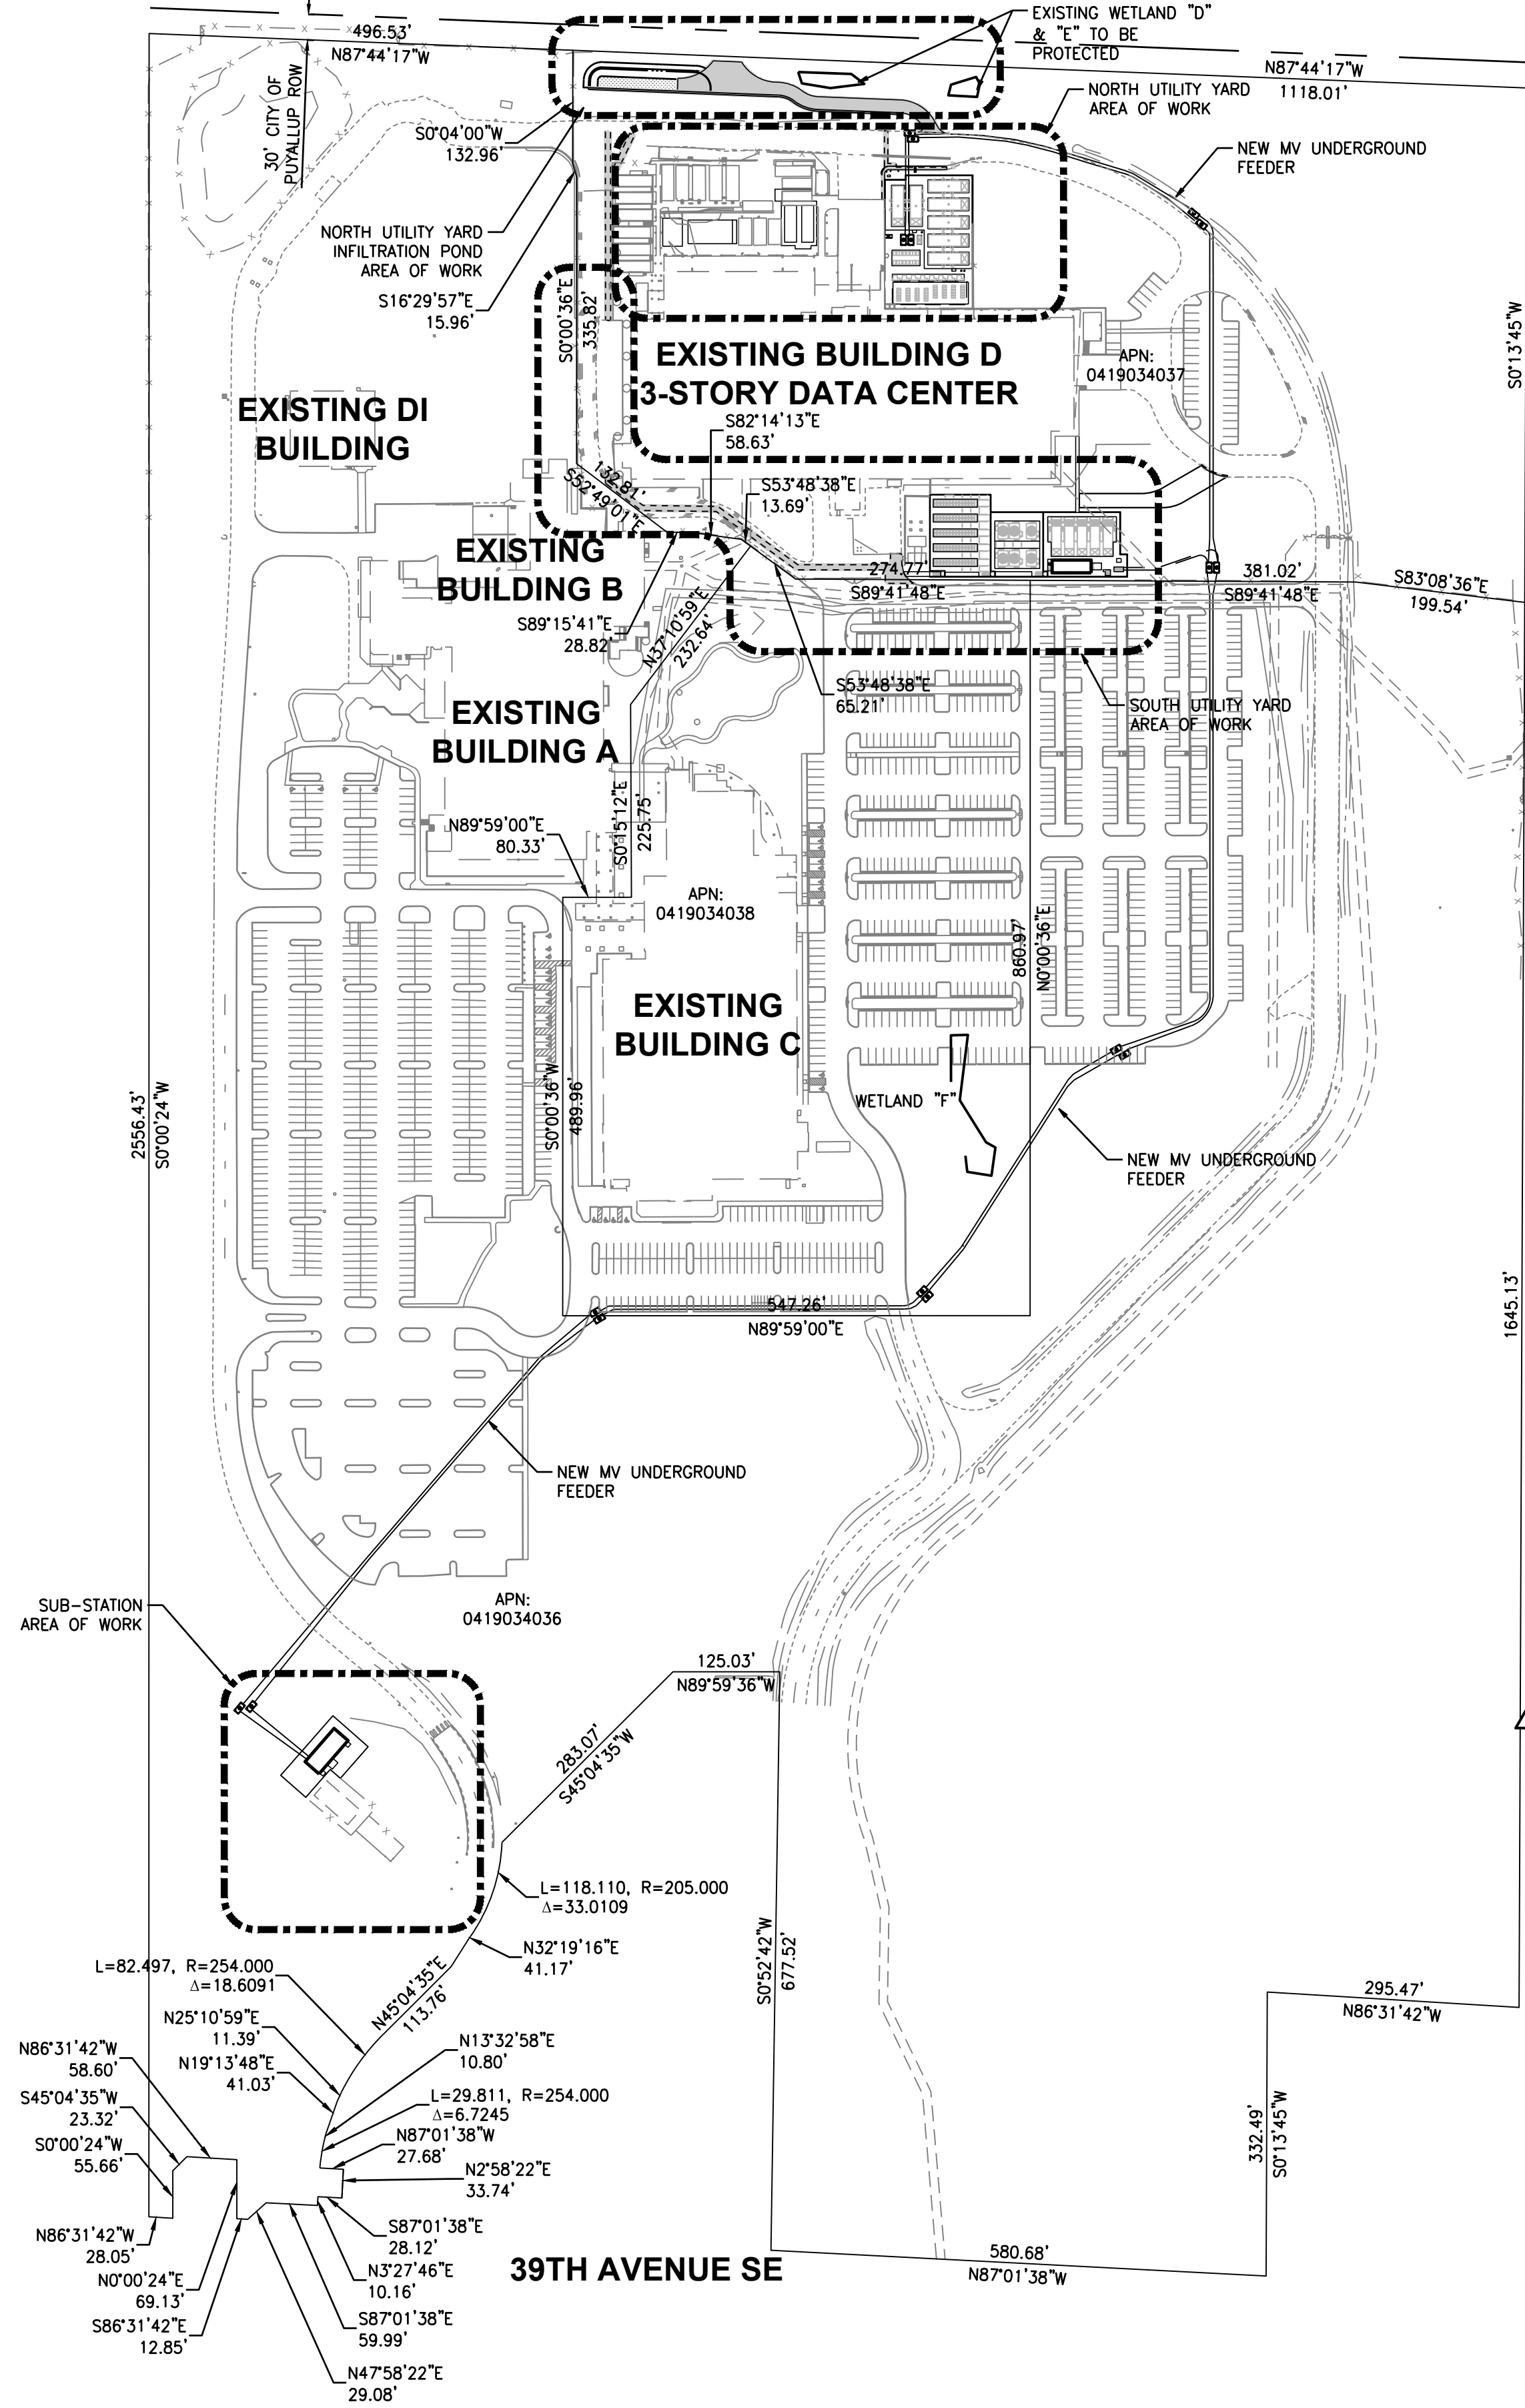 EXISTING WETLAND "D"
& "E" TO BE
PROTECTED
496.53'
N87°44'17"W
N87°44'17"W
1118.01'
30' CITY OF
PUYALLUP ROW
NORTH UTILITY YARD
AREA OF WORK
S0°04'00"W
132.96'
NEW MV UNDERGROUND
FEEDER
NORTH UTILITY YARD
INFILTRATION POND
AREA OF WORK
S16°29'57"E
15.96'
S0°00'36"E
335.82'
S0°13'45"W
EXISTING BUILDING D
3-STORY DATA CENTER
APN:
0419034037
EXISTING DI
BUILDING
S82°14'13"E
58.63'
132.81'
S52°49'01"E
S53°48'38"E
13.69'
EXISTING
BUILDING B
274.77'
S89°41'48"E
381.02'
S89°41'48"E
S83°08'36"E
199.54'
S89°15'41"E
28.82'
N37°10'59"E
232.64'
S53°48'38"E
65.21'
SOUTH UTILITY YARD
AREA OF WORK
EXISTING
BUILDING A
S0°15'12"E
225.75'
N89°59'00"E
80.33'
APN:
0419034038
860.97'
N0°00'36"E
EXISTING
BUILDING C
2556.43'
S0°00'24"W
S0°00'36"W
489.96'
WETLAND "F"
NEW MV UNDERGROUND
FEEDER
547.26'
N89°59'00"E
1645.13'
NEW MV UNDERGROUND
FEEDER
SUB-STATION
AREA OF WORK
APN:
0419034036
125.03'
N89°59'36"W
283.07'
S45°04'35"W
L=118.110, R=205.000
Δ=33.0109
N32°19'16"E
41.17'
S0°52'42"W
677.52'
L=82.497, R=254.000
Δ=18.6091
N45°04'35"E
113.76'
295.47'
N86°31'42"W
N25°10'59"E
11.39'
N13°32'58"E
10.80'
N86°31'42"W
58.60'
N19°13'48"E
41.03'
S45°04'35"W
23.32'
L=29.811, R=254.000
Δ=6.7245
N87°01'38"W
27.68'
S0°00'24"W
55.66'
N2°58'22"E
33.74'
332.49'
S0°13'45"W
N86°31'42"W
28.05'
S87°01'38"E
28.12'
39TH AVENUE SE
580.68'
N87°01'38"W
N0°00'24"E
69.13'
N3°27'46"E
10.16'
S86°31'42"E
12.85'
S87°01'38"E
59.99'
N47°58'22"E
29.08'